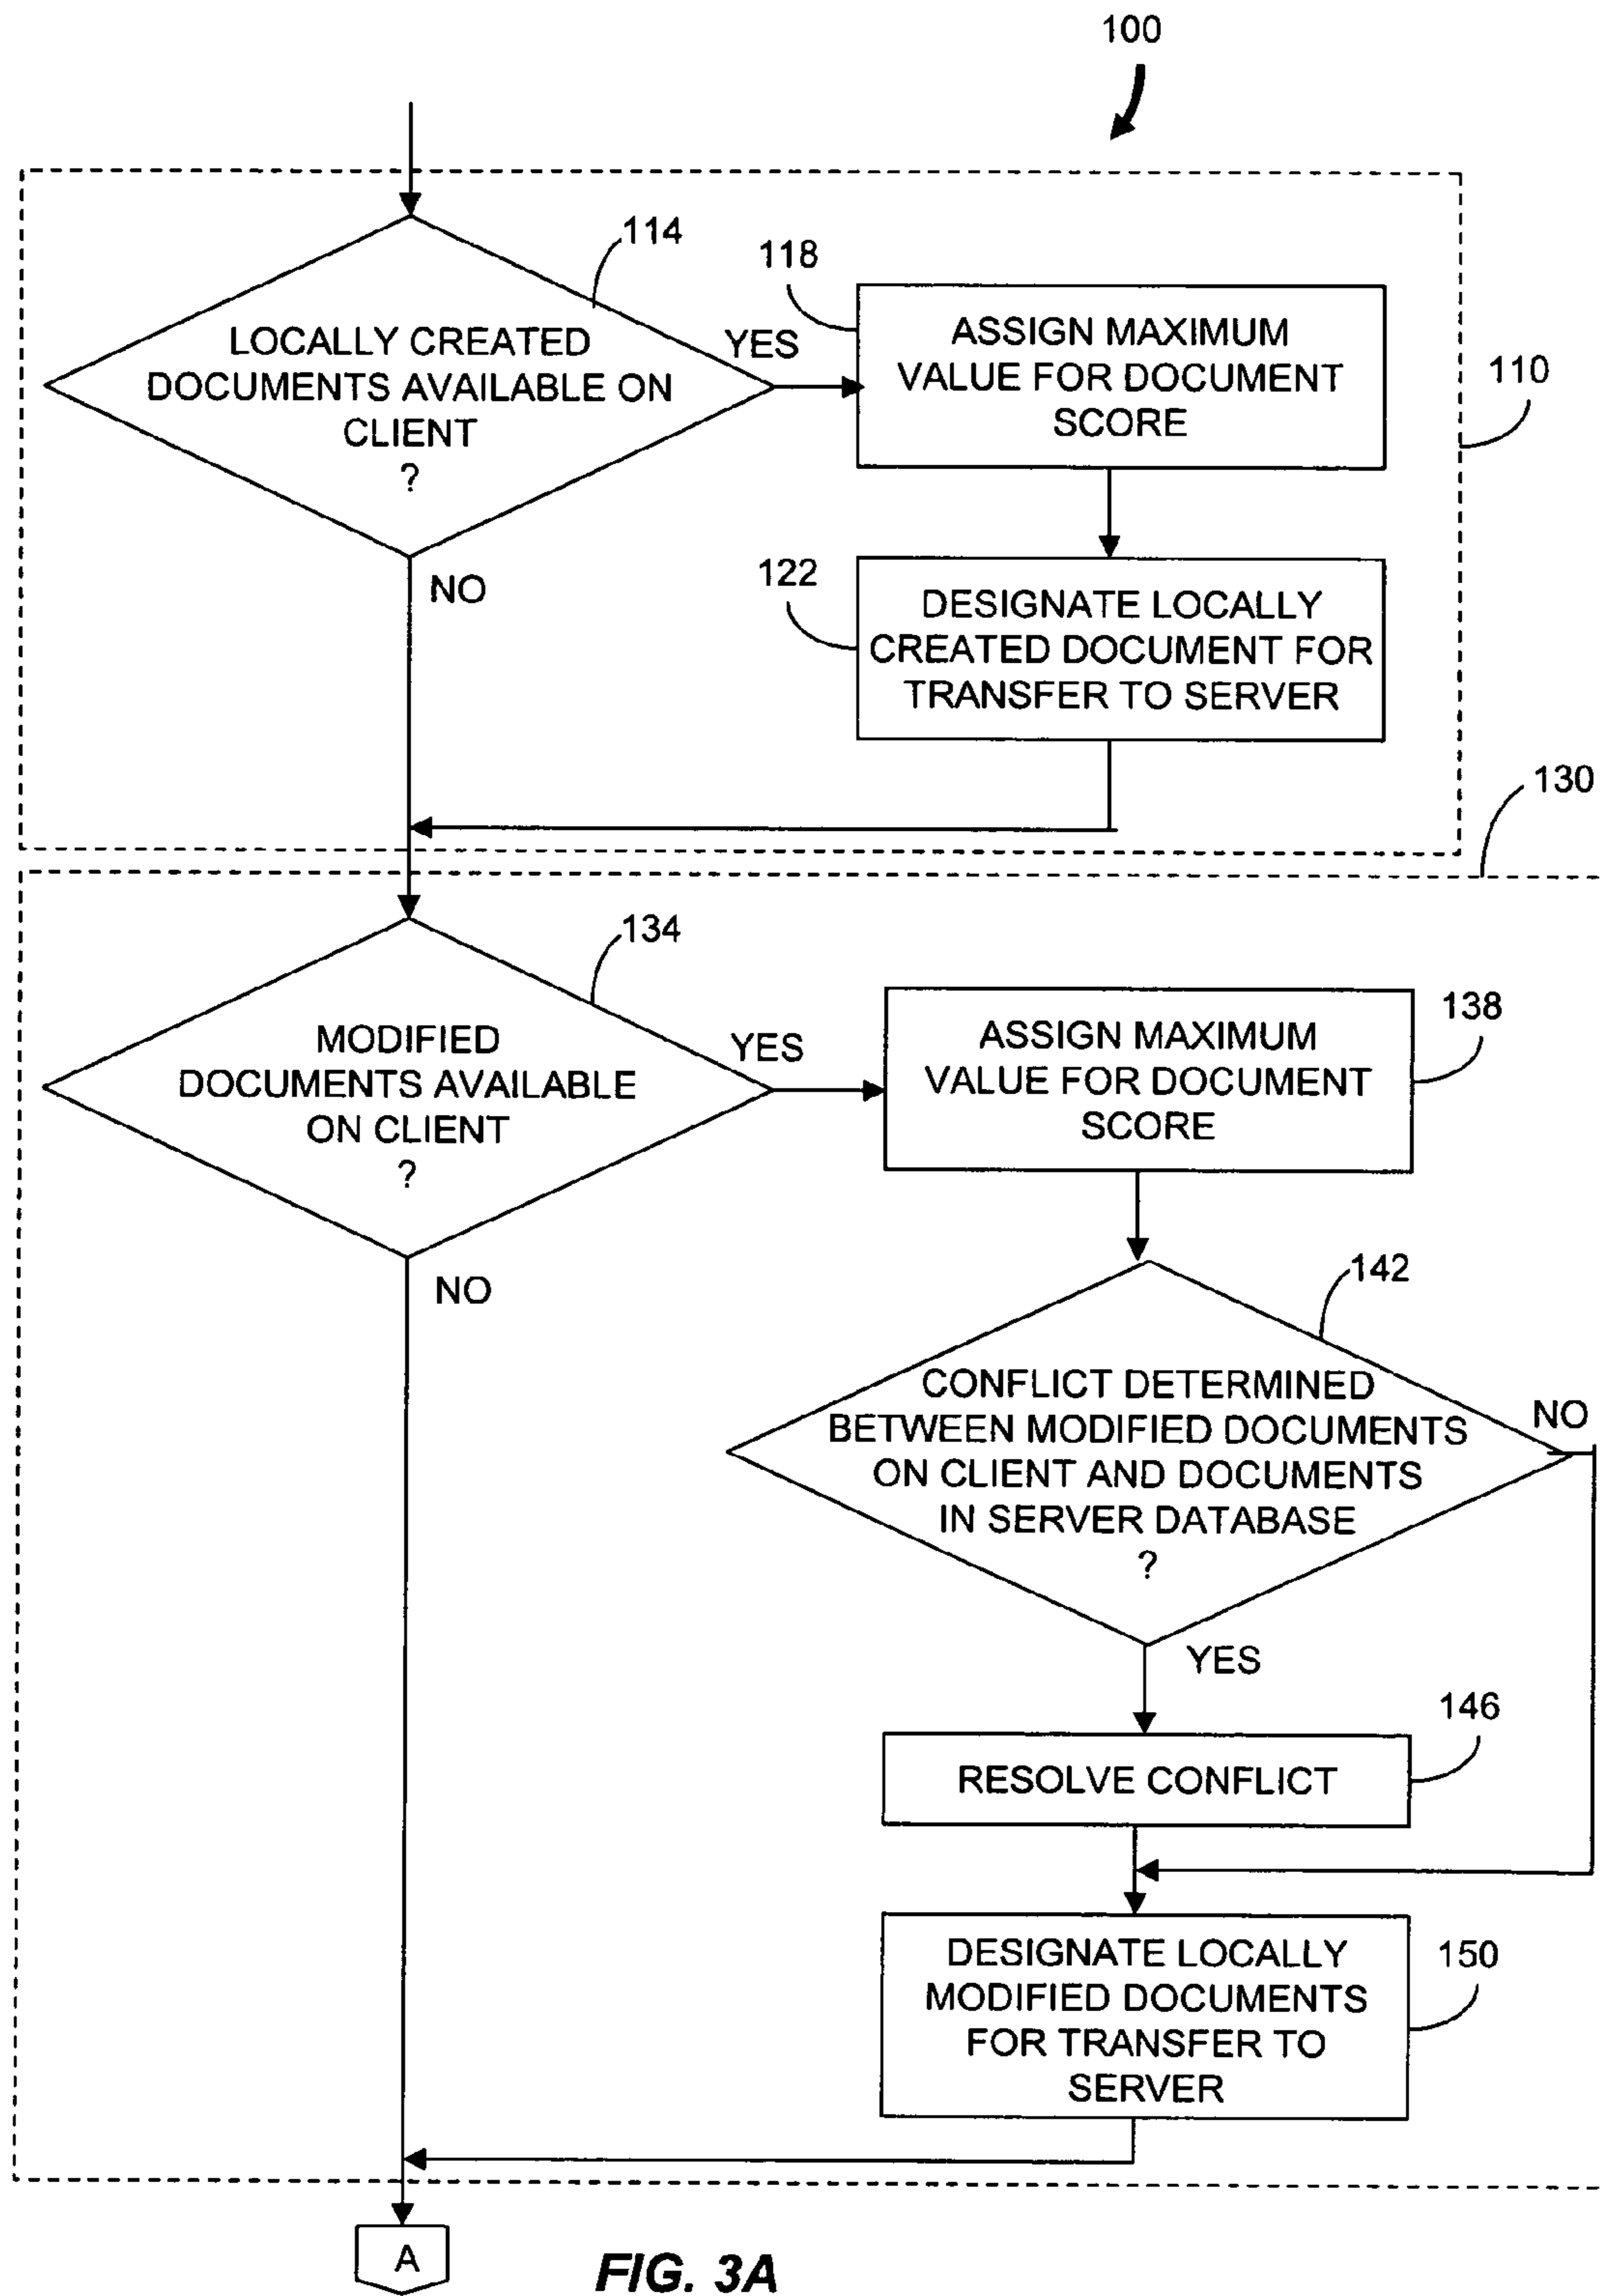 100
114
LOCALLY CREATED
DOCUMENTS AVAILABLE ON
CLIENT
?
YES
NO
118
ASSIGN MAXIMUM
VALUE FOR DOCUMENT
SCORE
110
122
DESIGNATE LOCALLY
CREATED DOCUMENT FOR
TRANSFER TO SERVER
130
134
MODIFIED
DOCUMENTS AVAILABLE
ON CLIENT
?
YES
NO
138
ASSIGN MAXIMUM
VALUE FOR DOCUMENT
SCORE
142
CONFLICT DETERMINED
BETWEEN MODIFIED DOCUMENTS
ON CLIENT AND DOCUMENTS
IN SERVER DATABASE
?
NO
YES
146
RESOLVE CONFLICT
150
DESIGNATE LOCALLY
MODIFIED DOCUMENTS
FOR TRANSFER TO
SERVER
A
FIG. 3A